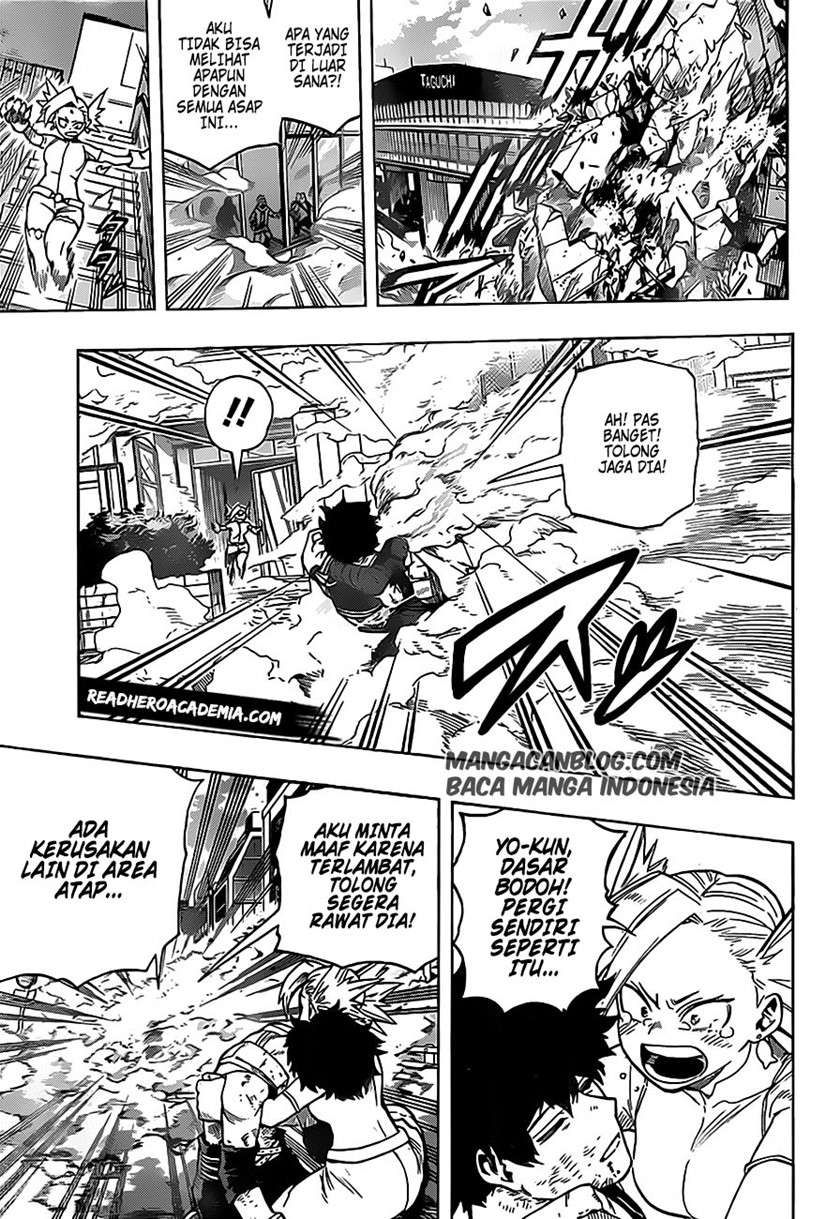 TAGUCHI
APA YANG
TERJADI
DI LUAR
SANA?!
AKU
TIDAK BISA
MELIHAT
APAPUN
DENGAN
SEMUA ASAP
INI...
AH! PAS
BANGET!
TOLONG
JAGA DIA!
!!
READHEROACADEMIA.COM
MANGACANBLOG.COM
BACA MANGA INDONESIA
YO-KUN,
DASAR
BODOH!
PERGI
SENDIRI
SEPERTI
ITU...
AKU MINTA
MAAF KARENA
TERLAMBAT,
TOLONG
SEGERA
RAWAT DIA!
ADA
KERUSAKAN
LAIN DI AREA
ATAP...